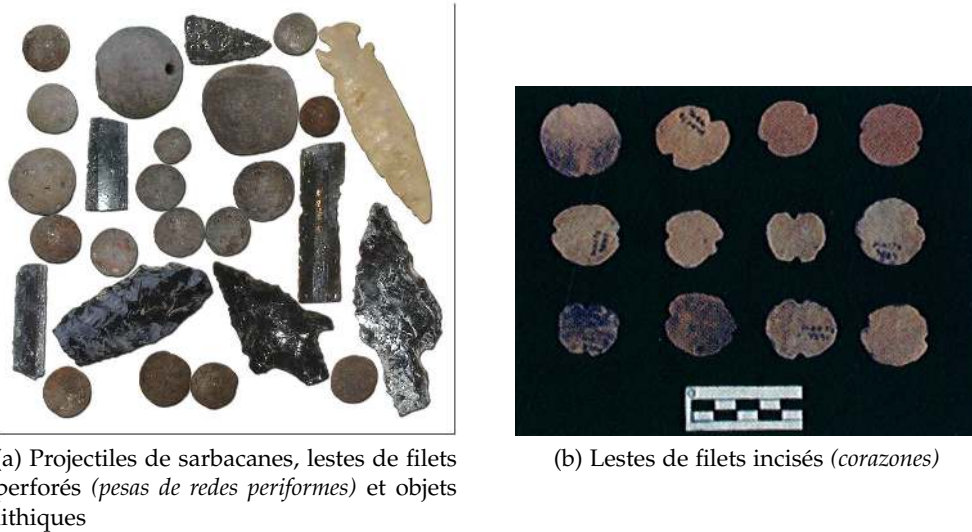 (a) Projectiles de sarbacanes, lestes de filets
perforés (pesas de redes periformes) et objets
lithiques
(b) Lestes de filets incisés (corazones)